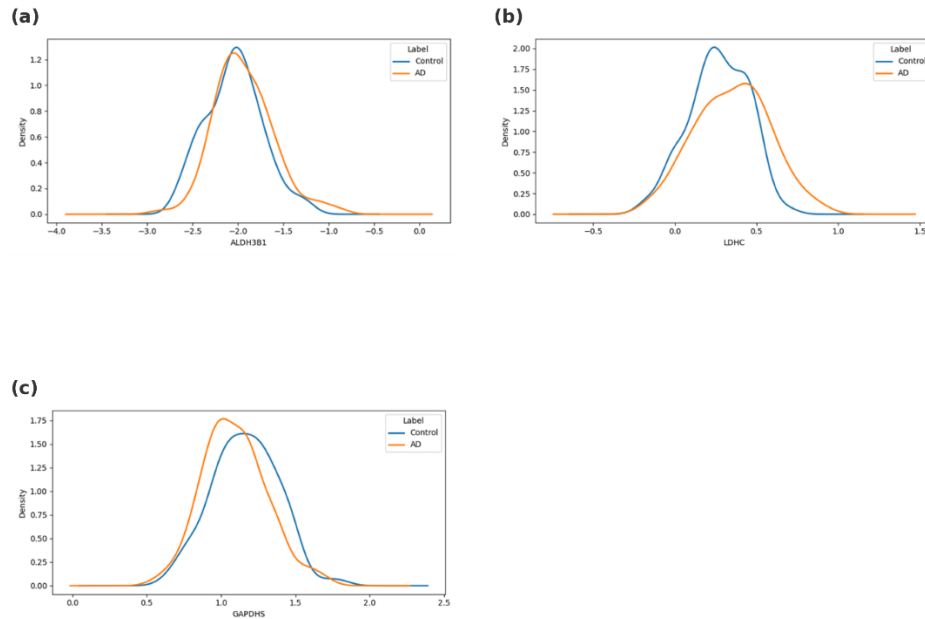 (a)
Label
Control
AD
1.2
1.0
0.8
0.6
0.4
0.2
0.0
Density
−4.0 −3.5 −3.0 −2.5 −2.0 −1.5 −1.0 −0.5 0.0
ALDH3B1
(b)
Label
Control
AD
2.00
1.75
1.50
1.25
1.00
0.75
0.50
0.25
0.00
Density
−0.5 0.0 0.5 1.0 1.5
LDHC
(c)
Label
Control
AD
1.75
1.50
1.25
1.00
0.75
0.50
0.25
0.00
Density
0.0 0.5 1.0 1.5 2.0 2.5
GAPDHS